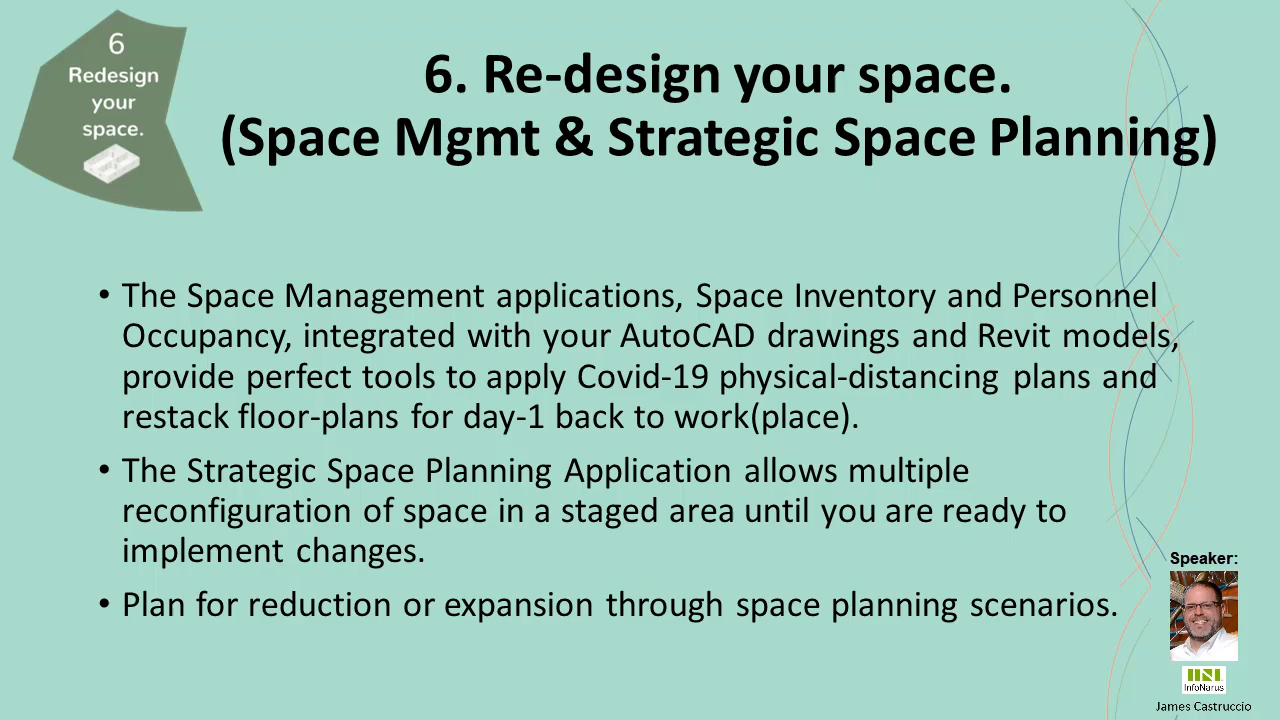 6
Redesign
your
space.
6. Re-design your space.
(Space Mgmt & Strategic Space Planning)
• The Space Management applications, Space Inventory and Personnel
Occupancy, integrated with your AutoCAD drawings and Revit models,
provide perfect tools to apply Covid-19 physical-distancing plans and
restack floor-plans for day-1 back to work(place).
• The Strategic Space Planning Application allows multiple
reconfiguration of space in a staged area until you are ready to
implement changes.
• Plan for reduction or expansion through space planning scenarios.
Speaker:
InfoNarus
James Castruccio